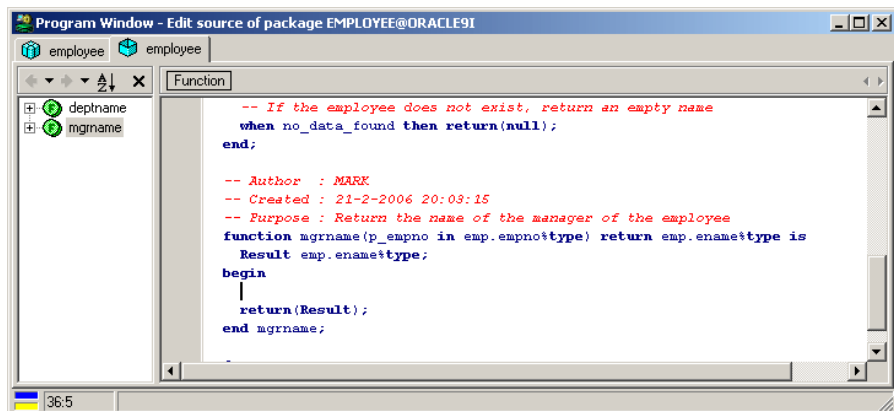 Program Window - Edit source of package EMPLOYEE@ORACLE9I
employee employee
Function
deptname
mgrname
-- If the employee does not exist, return an empty name
when no_data_found then return(null);
end;
-- Author : MARK
-- Created : 21-2-2006 20:03:15
-- Purpose : Return the name of the manager of the employee
function mgrname(p_empno in emp.empno%type) return emp.ename%type is
Result emp.ename%type;
begin
return(Result);
end mgrname;
36:5